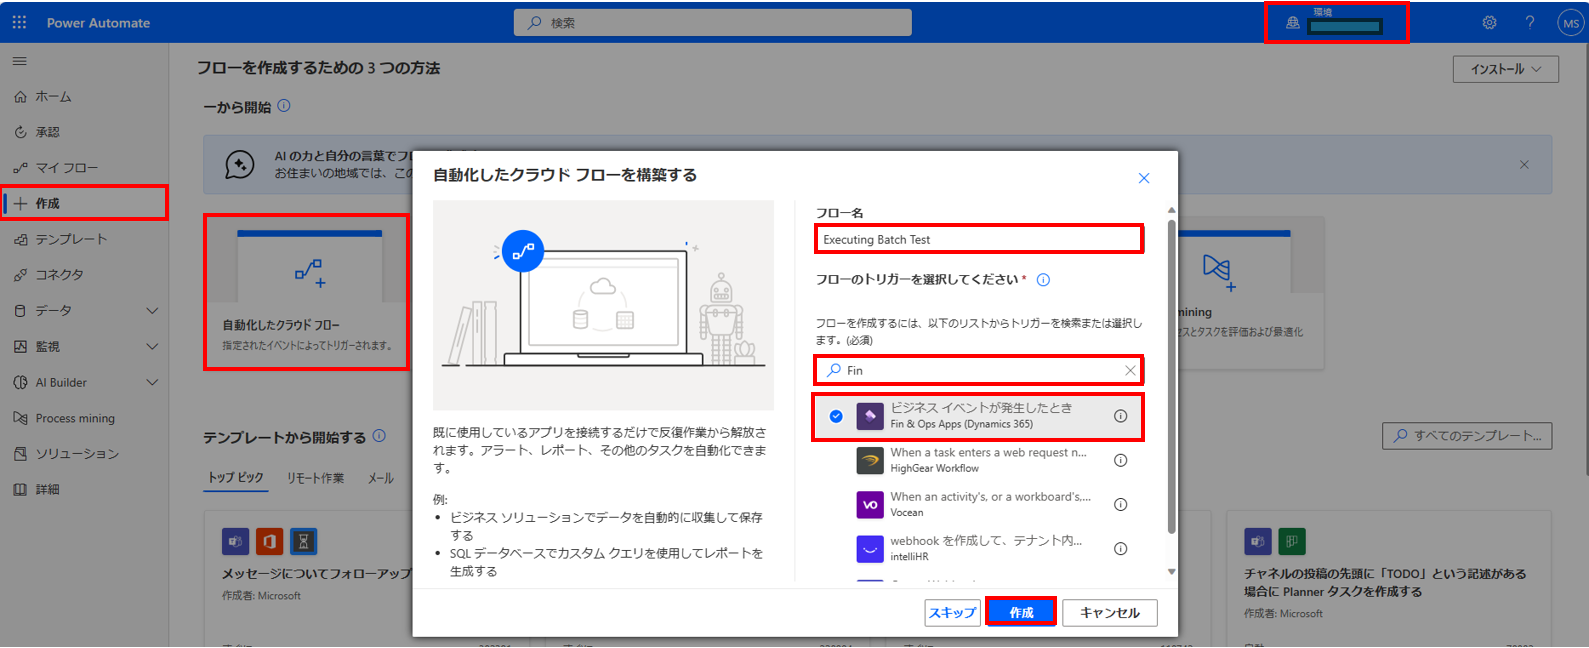 Power Automate
検索
環境
MS
ホーム
承認
マイ フロー
作成
テンプレート
コネクタ
データ
監視
AI Builder
Process mining
ソリューション
詳細
フローを作成するための 3 つの方法
インストール
一から開始
AI の力と自分の言葉でフ
お住まいの地域では、この
自動化したクラウド フロー
指定されたイベントによってトリガーされます。
mining
スとタスクを評価および最適化
テンプレートから開始する
すべてのテンプレート...
トップ ピック
リモート作業
メール
メッセージについてフォローアップ
作成者: Microsoft
チャネルの投稿の先頭に「TODO」という記述がある
場合に Planner タスクを作成する
作成者: Microsoft
自動化したクラウド フローを構築する
既に使用しているアプリを接続するだけで反復作業から解放さ
れます。アラート、レポート、その他のタスクを自動化できま
す。
例:
• ビジネス ソリューションでデータを自動的に収集して保存
する
• SQL データベースでカスタム クエリを使用してレポートを
生成する
フロー名
Executing Batch Test
フローのトリガーを選択してください *
フローを作成するには、以下のリストからトリガーを検索または選択し
ます。(必須)
Fin
ビジネス イベントが発生したとき
Fin & Ops Apps (Dynamics 365)
When a task enters a web request n...
HighGear Workflow
When an activity's, or a workboard's,...
Vocean
webhook を作成して、テナント内...
intelliHR
スキップ
作成
キャンセル